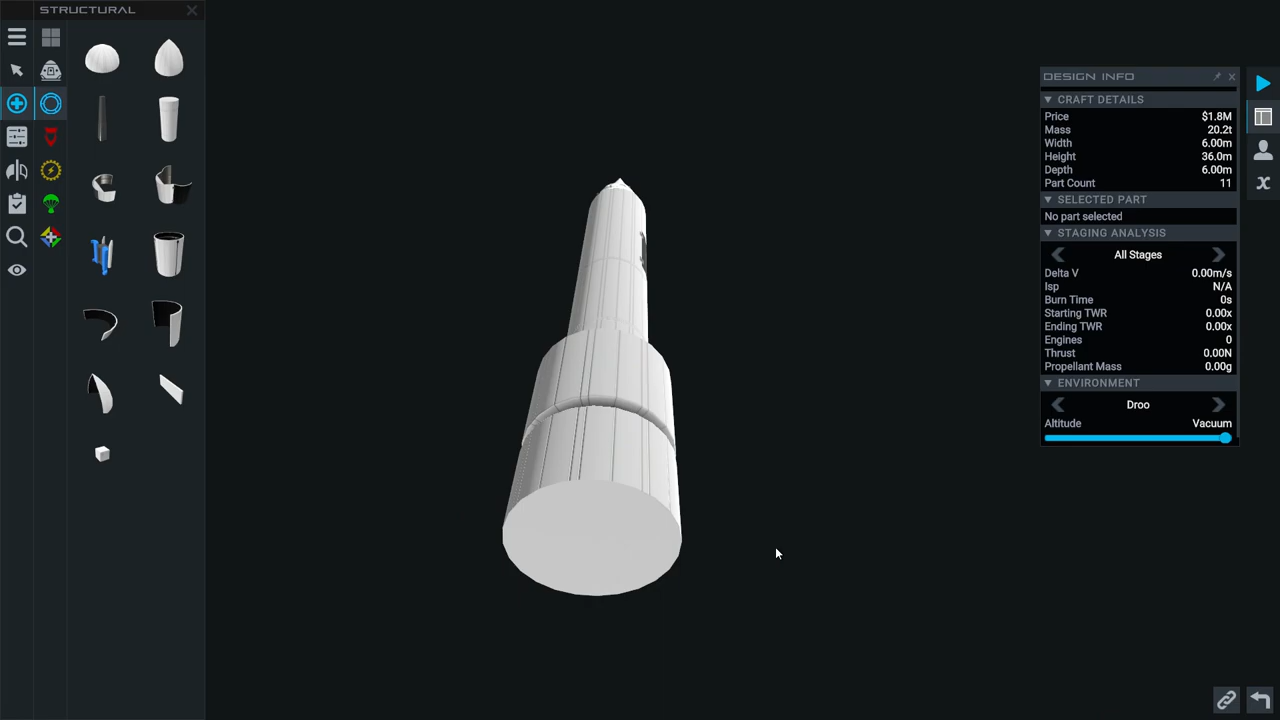 STRUCTURAL
DESIGN INFO
CRAFT DETAILS
Price $1.8M
Mass 20.2t
Width 6.00m
Height 36.0m
Depth 6.00m
Part Count 11
SELECTED PART
No part selected
STAGING ANALYSIS
All Stages
Delta V 0.00m/s
Isp N/A
Burn Time 0s
Starting TWR 0.00x
Ending TWR 0.00x
Engines 0
Thrust 0.00N
Propellant Mass 0.00g
ENVIRONMENT
Droo
Altitude Vacuum